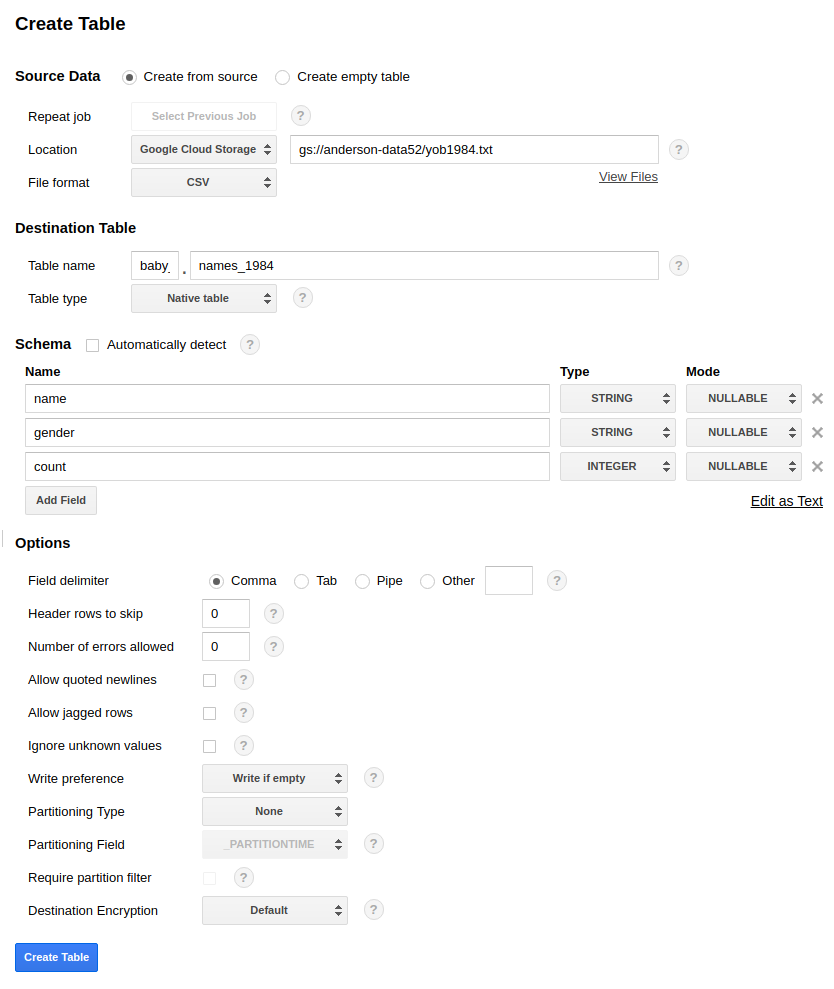 Create Table
Source Data Create from source Create empty table
Repeat job Select Previous Job ?
Location Google Cloud Storage gs://anderson-data52/yob1984.txt ?
File format CSV View Files
Destination Table
Table name baby_ . names_1984 ?
Table type Native table ?
Schema Automatically detect ?
Name Type Mode
name STRING NULLABLE
gender STRING NULLABLE
count INTEGER NULLABLE
Add Field Edit as Text
Options
Field delimiter Comma Tab Pipe Other ?
Header rows to skip 0 ?
Number of errors allowed 0 ?
Allow quoted newlines ?
Allow jagged rows ?
Ignore unknown values ?
Write preference Write if empty ?
Partitioning Type None
Partitioning Field _PARTITIONTIME ?
Require partition filter ?
Destination Encryption Default ?
Create Table